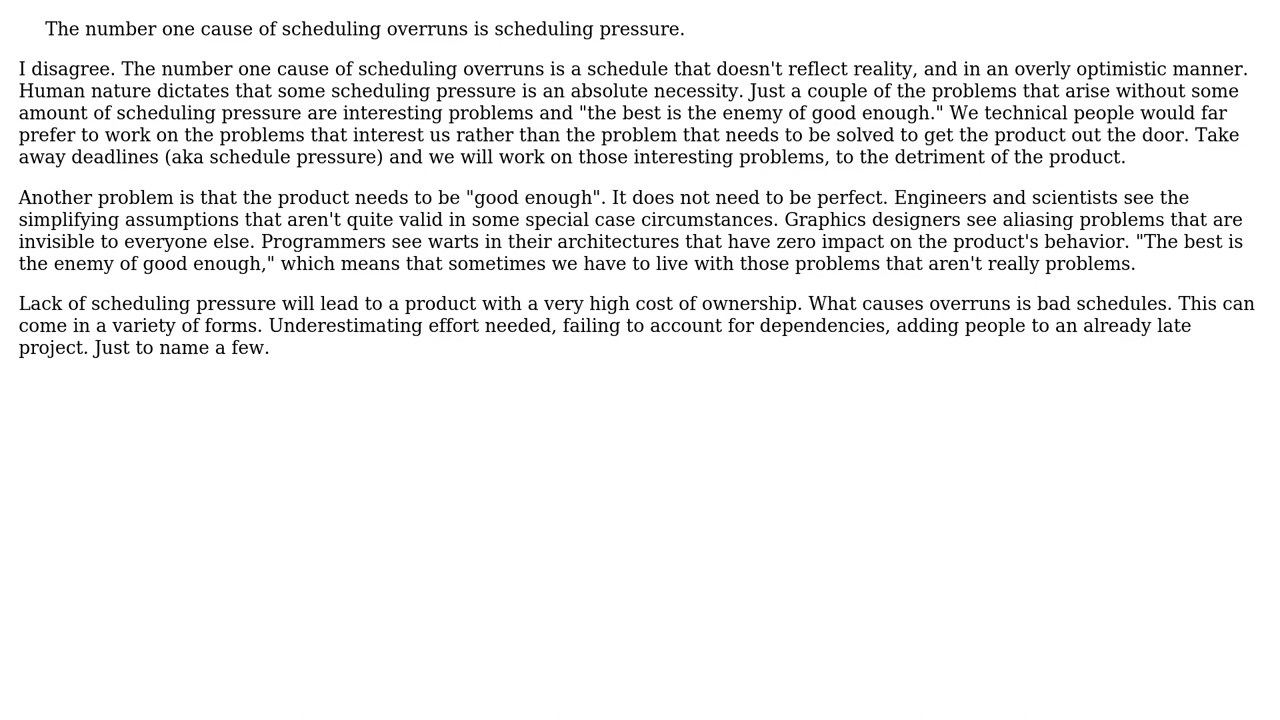 The number one cause of scheduling overruns is scheduling pressure.
I disagree. The number one cause of scheduling overruns is a schedule that doesn't reflect reality, and in an overly optimistic manner.
Human nature dictates that some scheduling pressure is an absolute necessity. Just a couple of the problems that arise without some
amount of scheduling pressure are interesting problems and "the best is the enemy of good enough." We technical people would far
prefer to work on the problems that interest us rather than the problem that needs to be solved to get the product out the door. Take
away deadlines (aka schedule pressure) and we will work on those interesting problems, to the detriment of the product.
Another problem is that the product needs to be "good enough". It does not need to be perfect. Engineers and scientists see the
simplifying assumptions that aren't quite valid in some special case circumstances. Graphics designers see aliasing problems that are
invisible to everyone else. Programmers see warts in their architectures that have zero impact on the product's behavior. "The best is
the enemy of good enough," which means that sometimes we have to live with those problems that aren't really problems.
Lack of scheduling pressure will lead to a product with a very high cost of ownership. What causes overruns is bad schedules. This can
come in a variety of forms. Underestimating effort needed, failing to account for dependencies, adding people to an already late
project. Just to name a few.